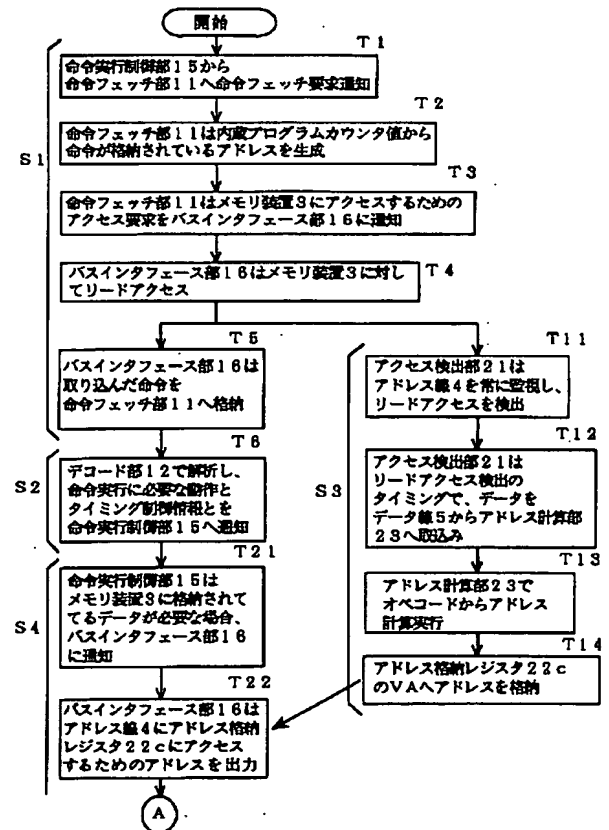 開始
T1
命令実行制御部15から
命令フェッチ部11へ命令フェッチ要求通知
T2
命令フェッチ部11は内蔵プログラムカウンタ値から
命令が格納されているアドレスを生成
S1
T3
命令フェッチ部11はメモリ装置3にアクセスするための
アクセス要求をバスインタフェース部16に通知
T4
バスインタフェース部16はメモリ装置3に対し
てリードアクセス
T5
バスインタフェース部16は
取り込んだ命令を
命令フェッチ部11へ格納
T6
S2
デコード部12で解析し、
命令実行に必要な動作と
タイミング制御情報とを
命令実行制御部15へ通知
T21
S4
命令実行制御部15は
メモリ装置3に格納されて
てるデータが必要な場合、
バスインタフェース部16
に通知
T22
バスインタフェース部16は
アドレス線4にアドレス格納
レジスタ22cにアクセス
するためのアドレスを出力
A
T11
アクセス検出部21は
アドレス線4を常に監視し、
リードアクセスを検出
T12
S3
アクセス検出部21は
リードアクセス検出の
タイミングで、データを
データ線5からアドレス計算部
23へ取込み
T13
アドレス計算部23で
オペコードからアドレス
計算実行
T14
アドレス格納レジスタ22c
のVAへアドレスを格納